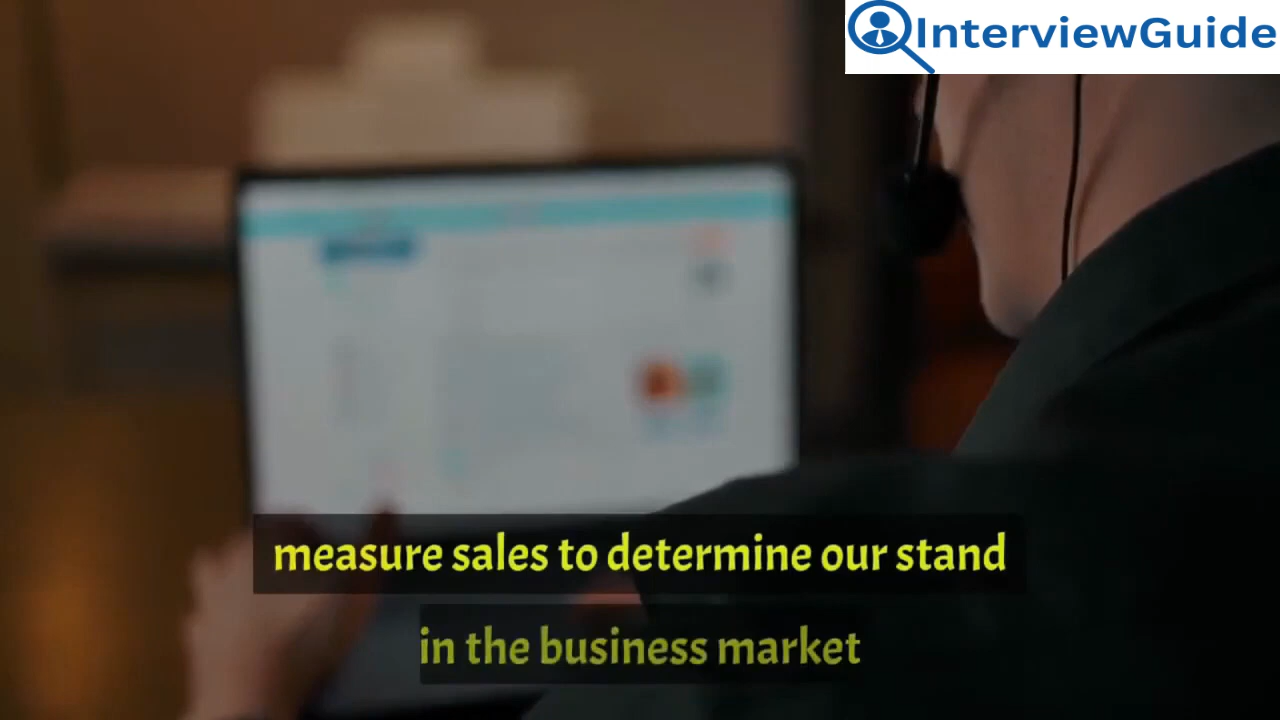 InterviewGuide
measure sales to determine our stand
in the business market